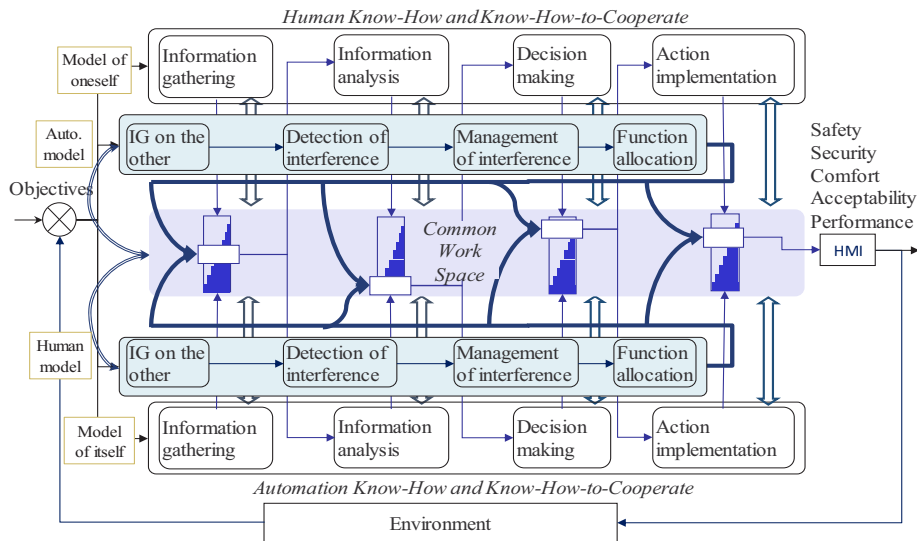 Human Know-How and Know-How-to-Cooperate
Model of
oneself
Information
gathering
Information
analysis
Decision
making
Action
implementation
Auto.
model
IG on the
other
Detection of
interference
Management
of interference
Function
allocation
Safety
Security
Comfort
Acceptability
Performance
Objectives
Common
Work
Space
HMI
Human
model
IG on the
other
Detection of
interference
Management
of interference
Function
allocation
Model
of itself
Information
gathering
Information
analysis
Decision
making
Action
implementation
Automation Know-How and Know-How-to-Cooperate
Environment